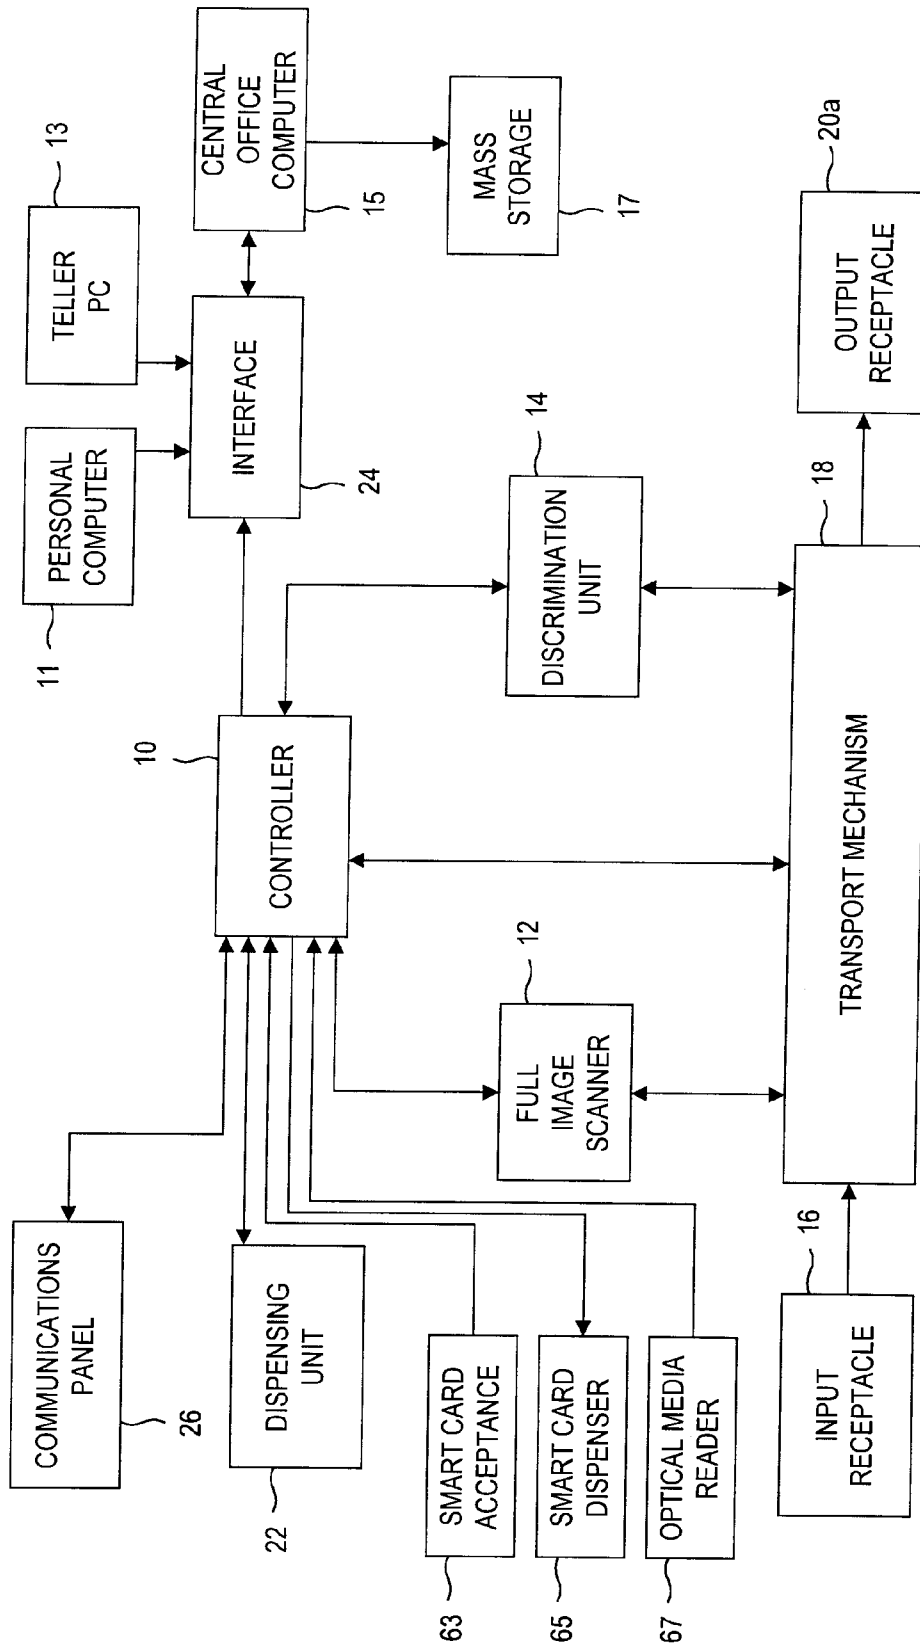 COMMUNICATIONS
PANEL
26
DISPENSING
UNIT
22
SMART CARD
ACCEPTANCE
63
SMART CARD
DISPENSER
65
OPTICAL MEDIA
READER
67
INPUT
RECEPTACLE
16
FULL
IMAGE
SCANNER
12
CONTROLLER
10
TRANSPORT MECHANISM
18
DISCRIMINATION
UNIT
14
PERSONAL
COMPUTER
11
TELLER
PC
13
INTERFACE
24
CENTRAL
OFFICE
COMPUTER
15
MASS
STORAGE
17
OUTPUT
RECEPTACLE
20a